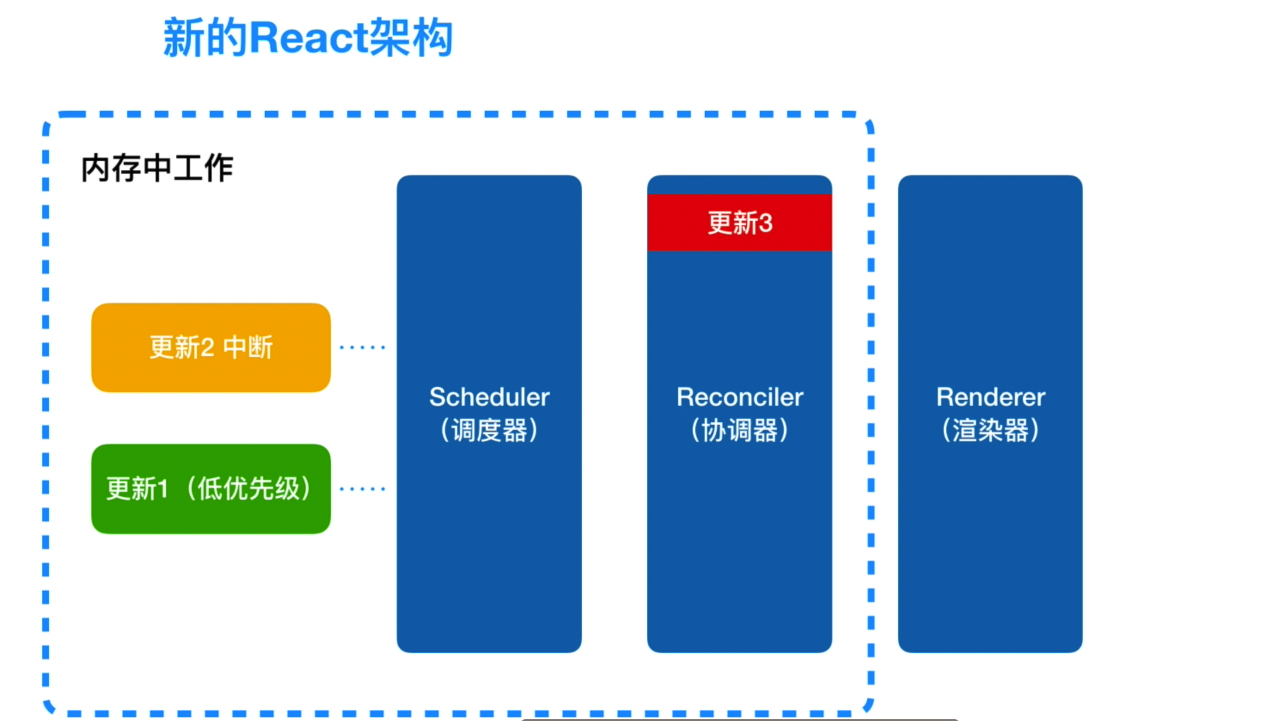 新的React架构
内存中工作
更新3
更新2 中断
更新1（低优先级）
Scheduler
（调度器）
Reconciler
（协调器）
Renderer
（渲染器）